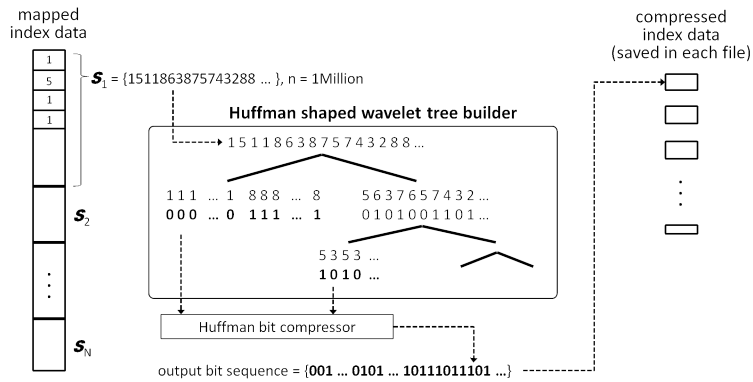 mapped
index data
1
5
1
1
S1 = {1511863875743288 ... }, n = 1Million
S2
SN
Huffman shaped wavelet tree builder
1 5 1 1 8 6 3 8 7 5 7 4 3 2 8 8 ...
1 1 1 ... 1 8 8 8 ... 8
0 0 0 ... 0 1 1 1 ... 1
5 6 3 7 6 5 7 4 3 2 ...
0 1 0 1 0 0 1 1 0 1 ...
5 3 5 3 ...
1 0 1 0 ...
Huffman bit compressor
output bit sequence = {001 ... 0101 ... 10111011101 ...}
compressed
index data
(saved in each file)